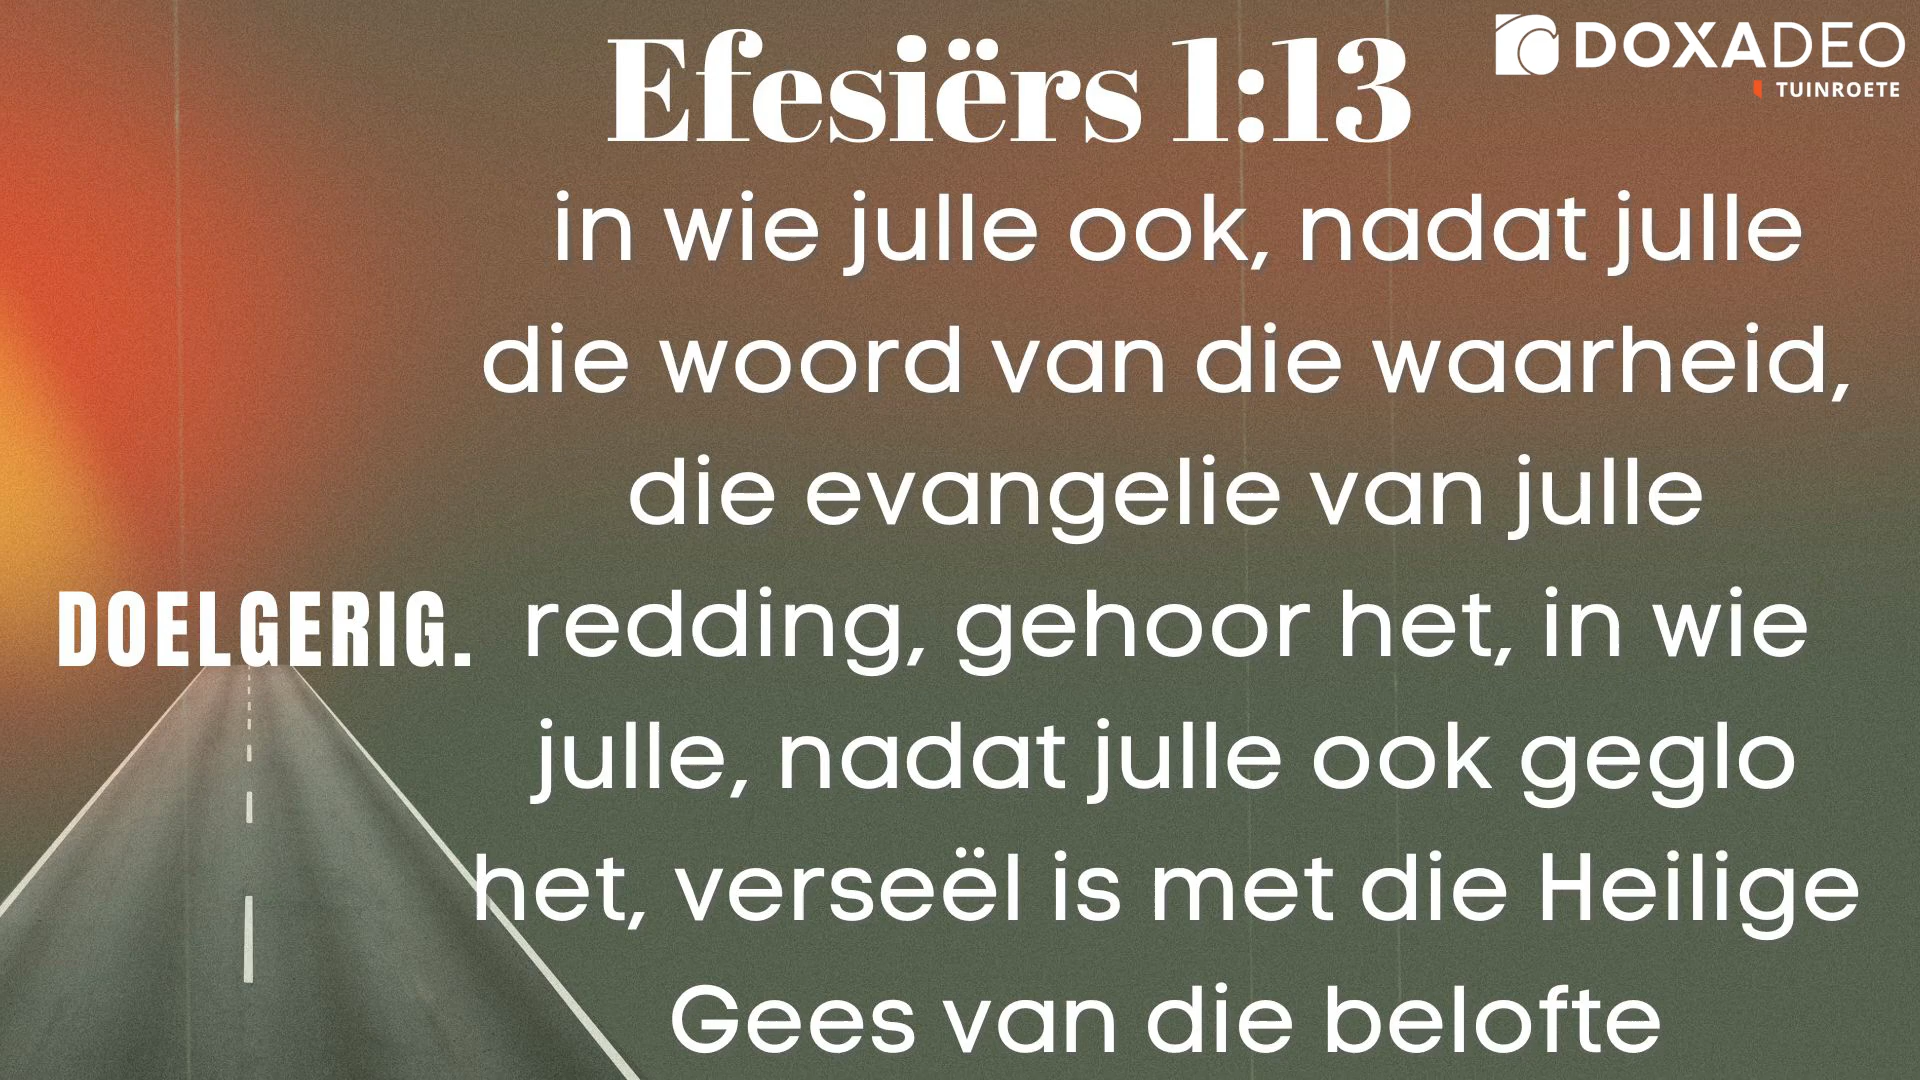 Efesiërs 1:13
DOXADEO
TUINROETE
in wie julle ook, nadat julle
die woord van die waarheid,
die evangelie van julle
DOELGERIG.
redding, gehoor het, in wie
julle, nadat julle ook geglo
het, verseël is met die Heilige
Gees van die belofte